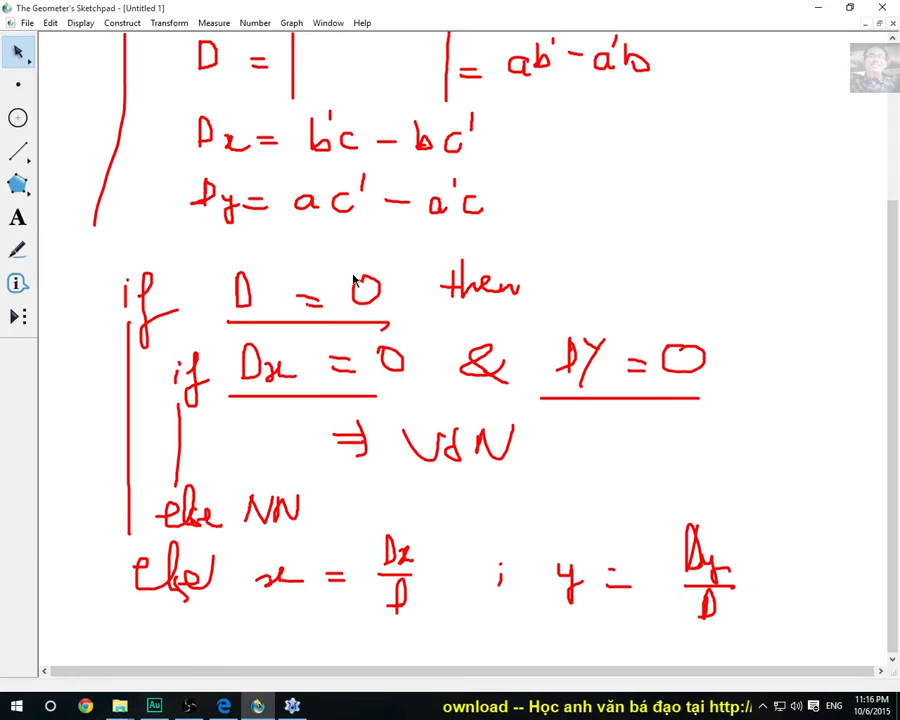 The Geometer's Sketchpad - [Untitled 1]
File Edit Display Construct Transform Measure Number Graph Window Help
D = | | = ab' - a'b
Dx = b'c - bc'
Dy = ac' - a'c
if D = 0 then
if Dx = 0 & DY = 0
⇒ VSN
else NN
else x = Dx/D ; y = Dy/D
ownload -- Học anh văn bá đạo tại http:/
ENG
11:16 PM
10/6/2015